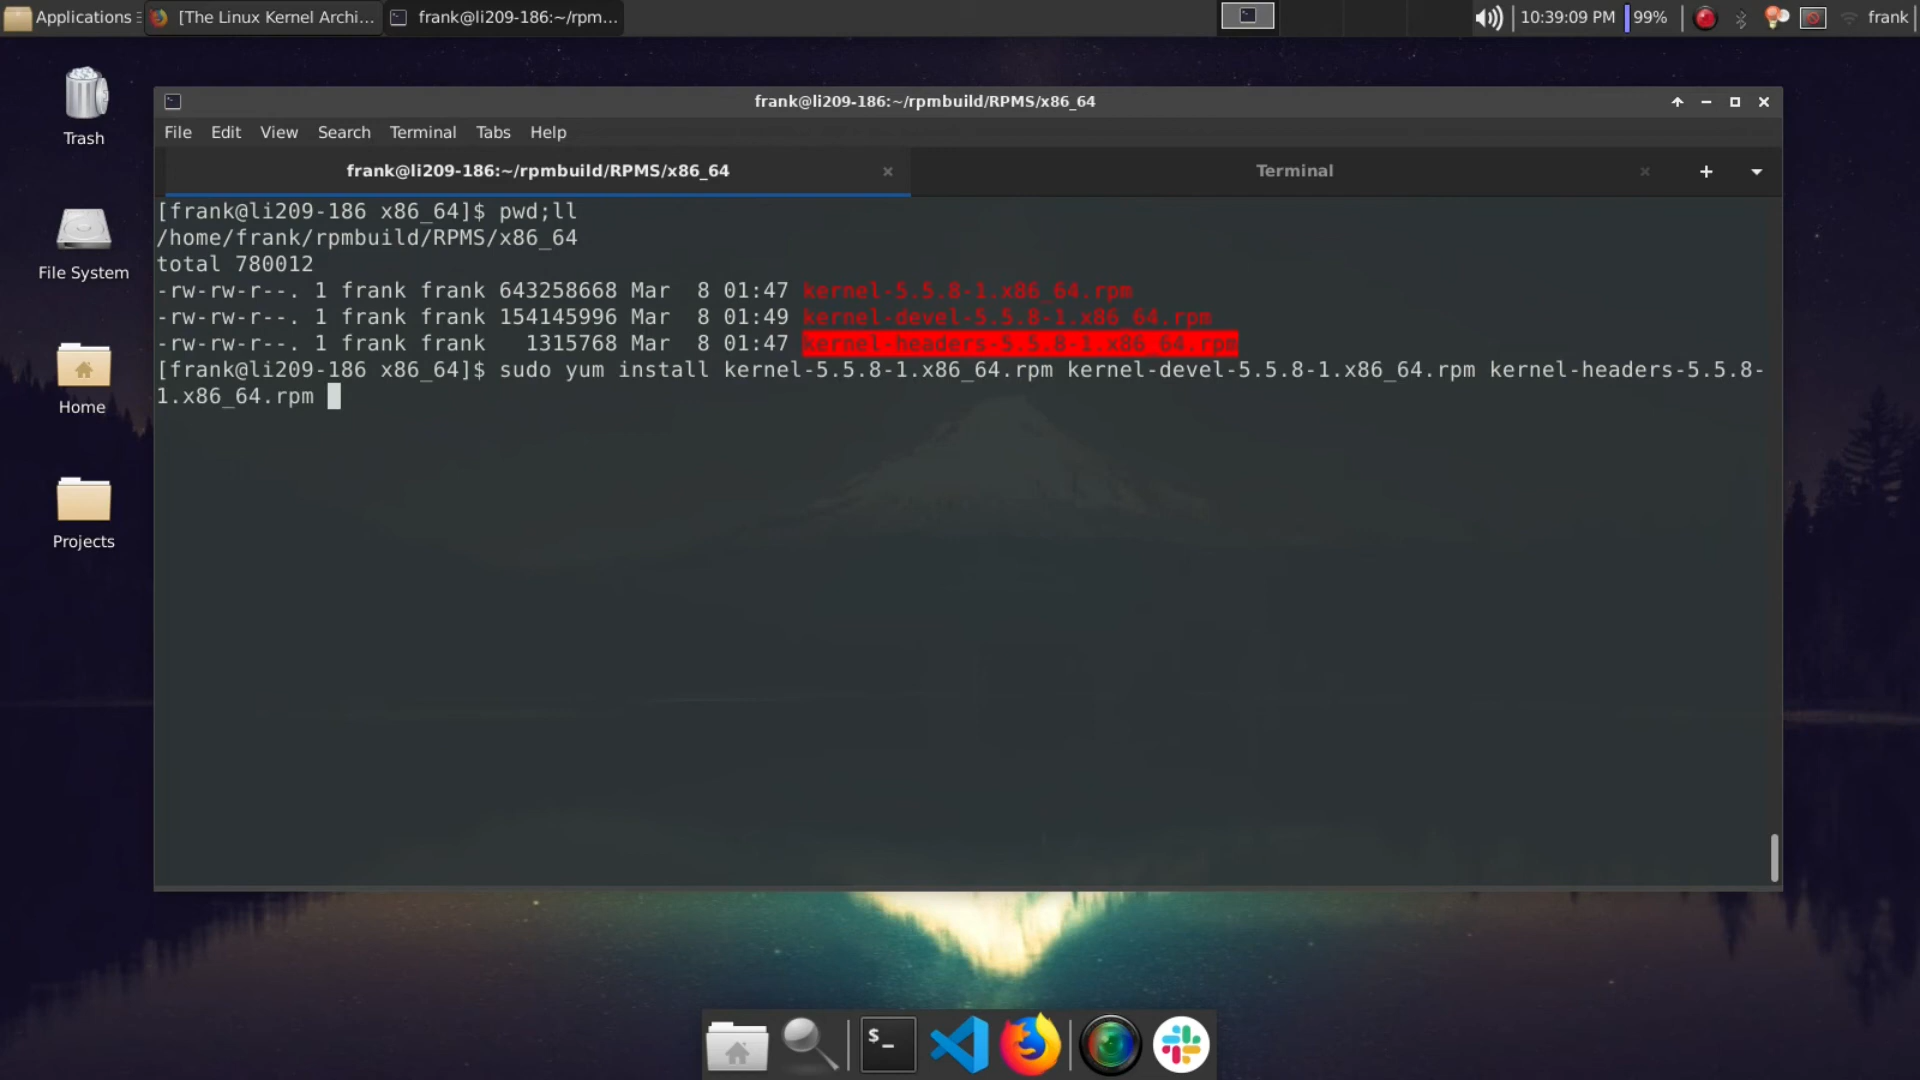 Applications
[The Linux Kernel Archi...
frank@li209-186:~/rpm...
10:39:09 PM
99%
frank
Trash
File System
Home
Projects
frank@li209-186:~/rpmbuild/RPMS/x86_64
File Edit View Search Terminal Tabs Help
frank@li209-186:~/rpmbuild/RPMS/x86_64
Terminal
[frank@li209-186 x86_64]$ pwd;ll
/home/frank/rpmbuild/RPMS/x86_64
total 780012
-rw-rw-r--. 1 frank frank 643258668 Mar  8 01:47 kernel-5.5.8-1.x86_64.rpm
-rw-rw-r--. 1 frank frank 154145996 Mar  8 01:49 kernel-devel-5.5.8-1.x86_64.rpm
-rw-rw-r--. 1 frank frank   1315768 Mar  8 01:47 kernel-headers-5.5.8-1.x86_64.rpm
[frank@li209-186 x86_64]$ sudo yum install kernel-5.5.8-1.x86_64.rpm kernel-devel-5.5.8-1.x86_64.rpm kernel-headers-5.5.8-
1.x86_64.rpm
$_